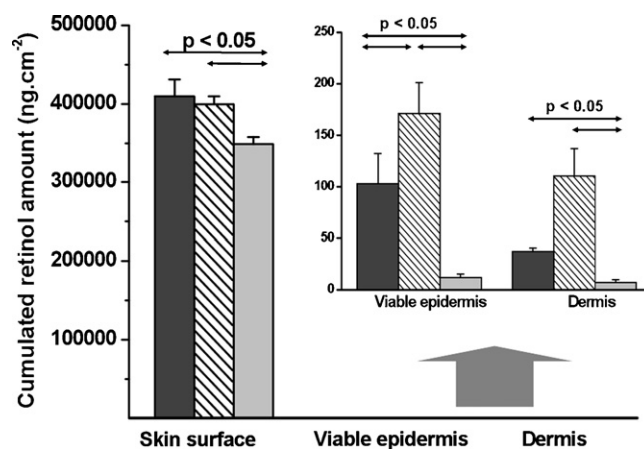 Cumulated retinol amount (ng.cm-2)
500000
400000
300000
200000
100000
p < 0.05
Skin surface
Viable epidermis
Dermis
250
200
150
100
50
0
p < 0.05
p < 0.05
Viable epidermis
Dermis